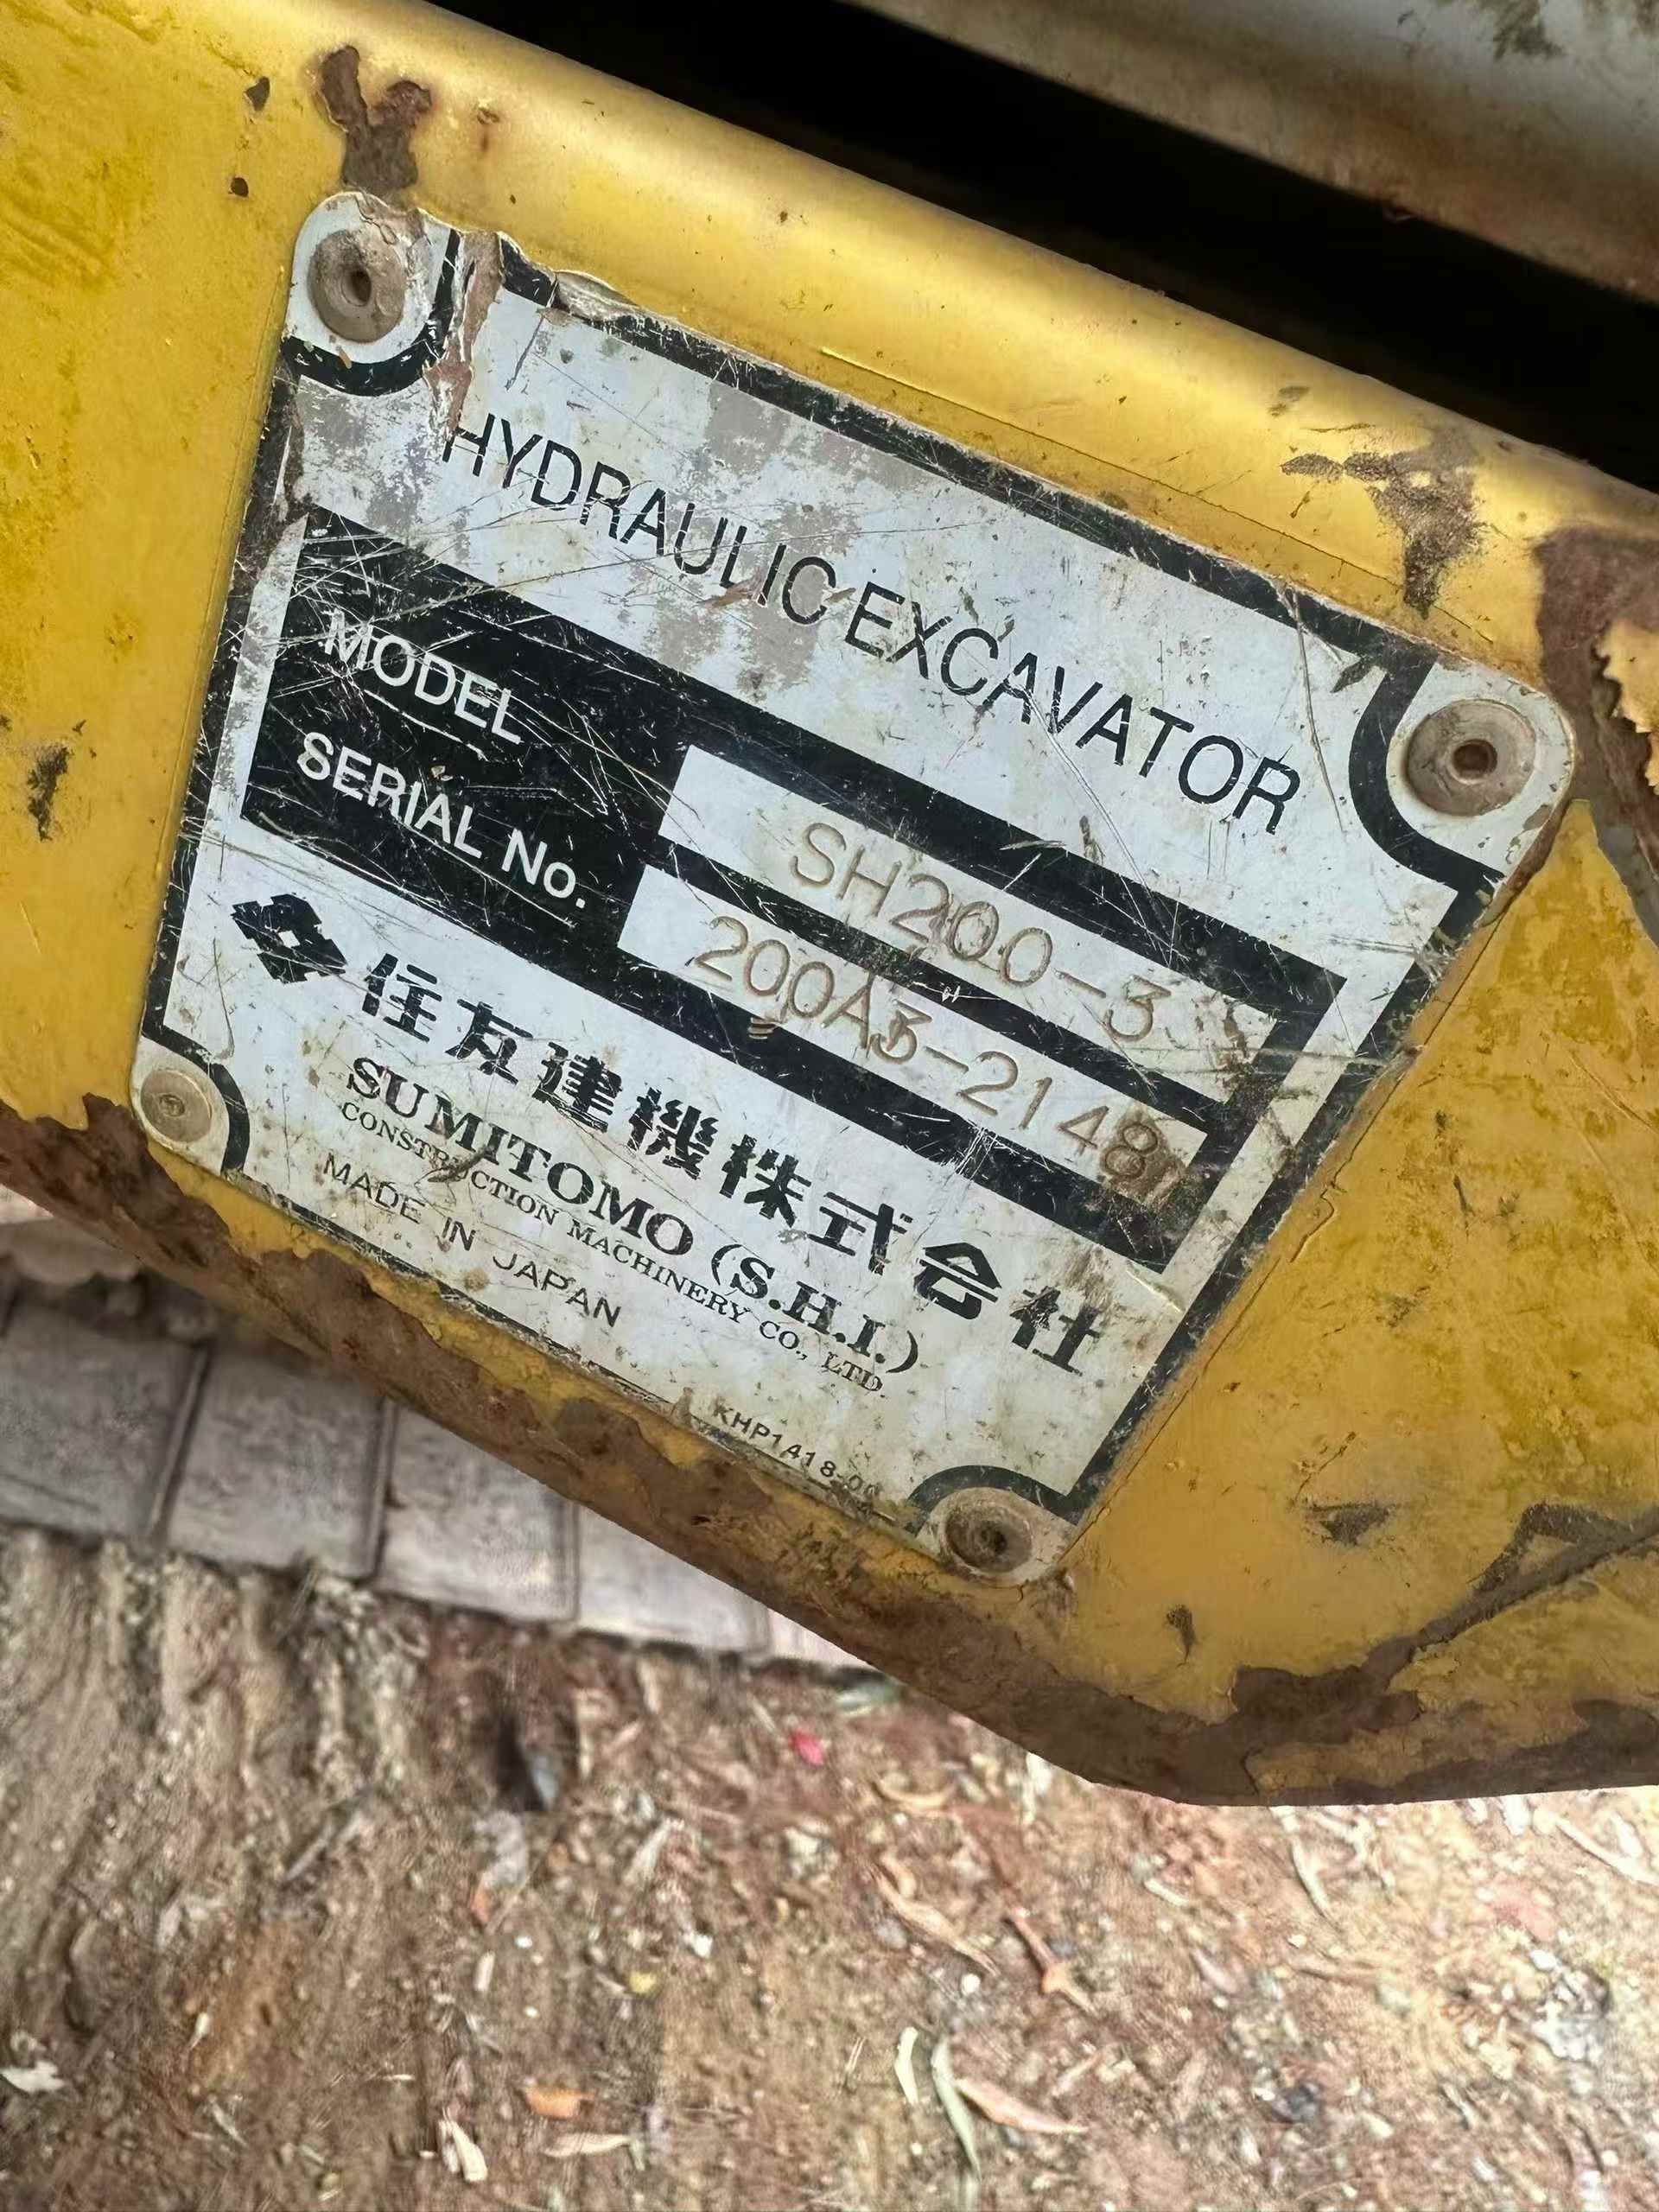 HYDRAULIC EXCAVATOR
MODEL SH200-3
SERIAL No. 200A3-2148
住友建機株式会社
SUMITOMO (S.H.I.)
CONSTRUCTION MACHINERY CO., LTD.
MADE IN JAPAN